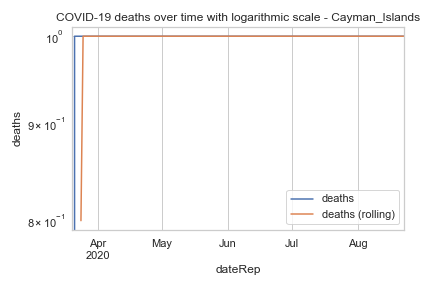 COVID-19 deaths over time with logarithmic scale - Cayman_Islands
10⁰
9 × 10⁻¹
8 × 10⁻¹
deaths
deaths
deaths (rolling)
Apr May Jun Jul Aug
2020
dateRep